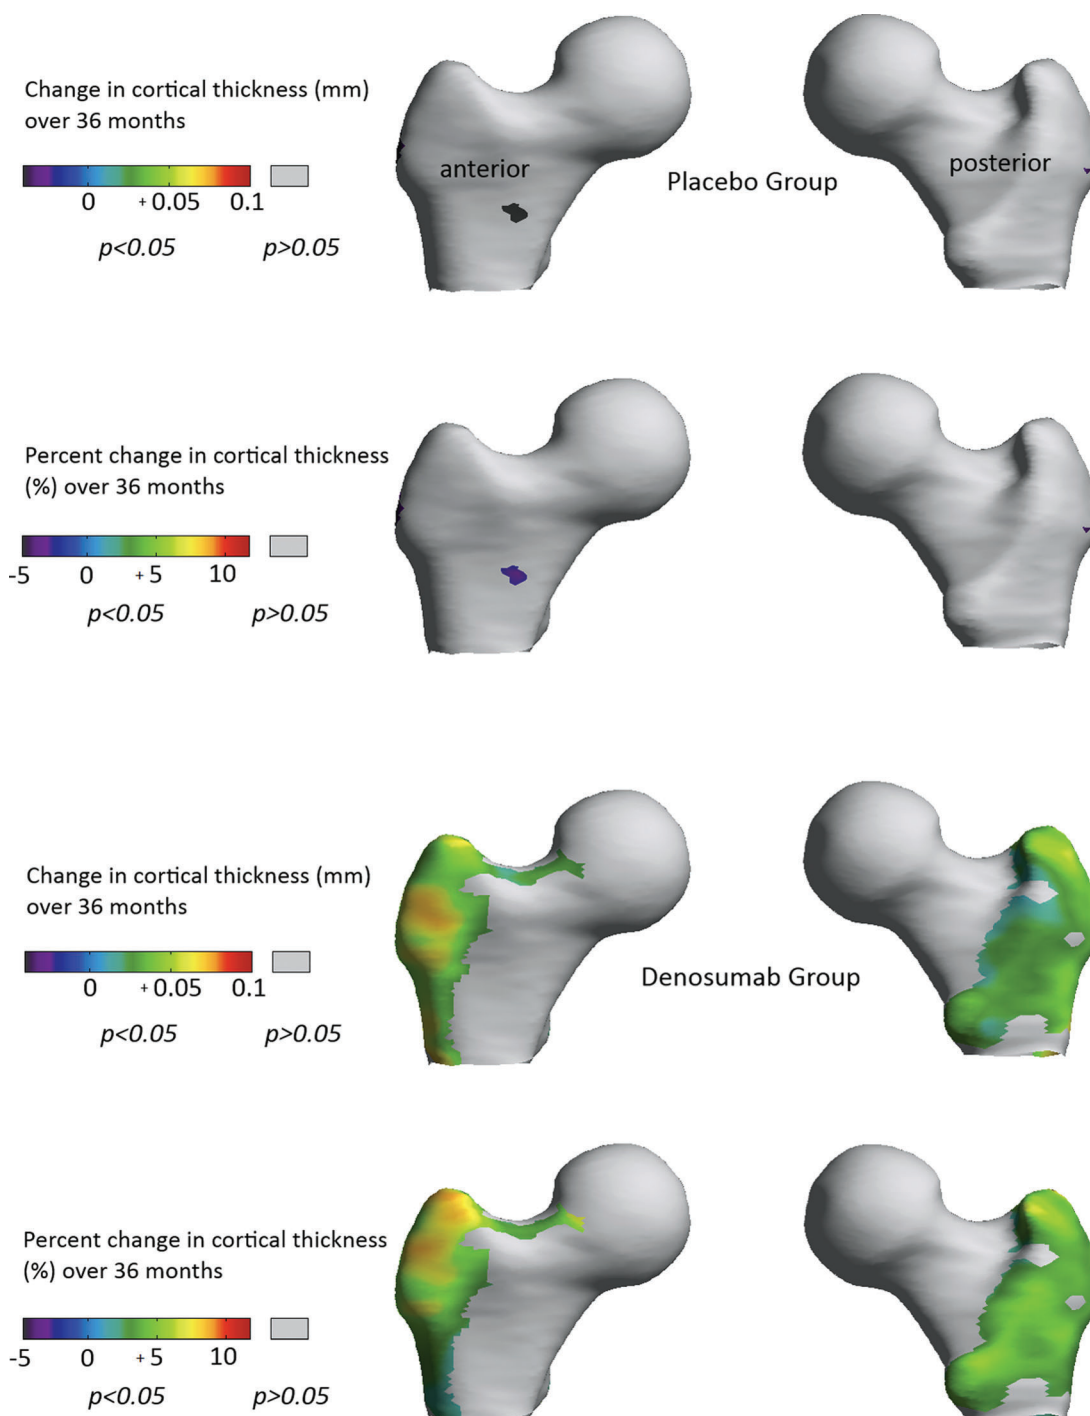 Change in cortical thickness (mm)
over 36 months
0 + 0.05 0.1
p<0.05 p>0.05
anterior
Placebo Group
posterior
Percent change in cortical thickness
(%) over 36 months
-5 0 + 5 10
p<0.05 p>0.05
Change in cortical thickness (mm)
over 36 months
0 + 0.05 0.1
p<0.05 p>0.05
Denosumab Group
Percent change in cortical thickness
(%) over 36 months
-5 0 + 5 10
p<0.05 p>0.05